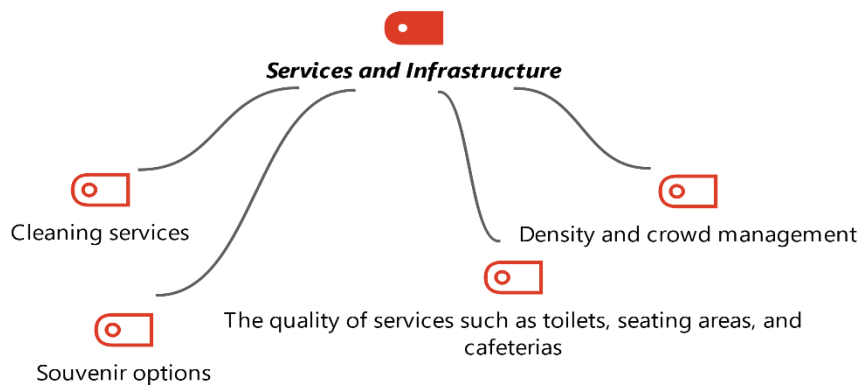 Services and Infrastructure
Cleaning services
Density and crowd management
The quality of services such as toilets, seating areas, and
cafeterias
Souvenir options